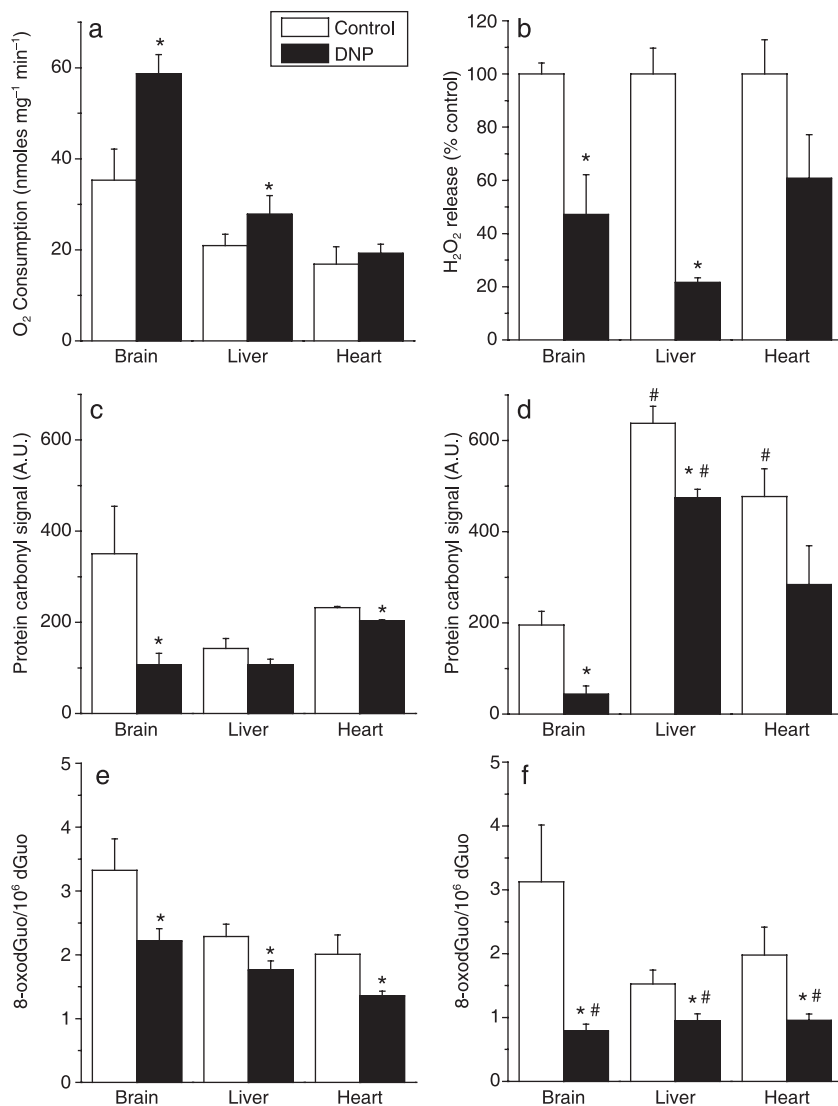 a
Control
DNP
O₂ Consumption (nmoles mg⁻¹ min⁻¹)
60
40
20
0
*
*
Brain Liver Heart
b
H₂O₂ release (% control)
120
100
80
60
40
20
0
*
*
Brain Liver Heart
c
Protein carbonyl signal (A.U.)
600
400
200
0
*
*
Brain Liver Heart
d
Protein carbonyl signal (A.U.)
600
400
200
0
*
#
* #
#
Brain Liver Heart
e
8-oxodGuo/10⁶ dGuo
5
4
3
2
1
0
*
*
*
Brain Liver Heart
f
8-oxodGuo/10⁶ dGuo
5
4
3
2
1
0
* #
* #
* #
Brain Liver Heart